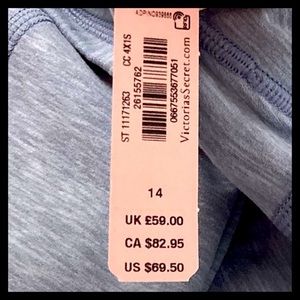 ST 11171263 CC 4X1S
26155762
0667553677051
VictoriasSecret.com
14
UK £59.00
CA $82.95
US $69.50